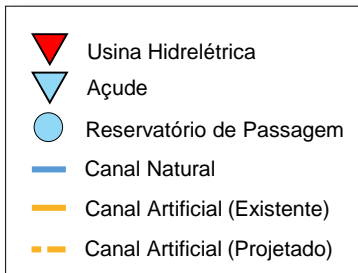 Usina Hidrelétrica
Açude
Reservatório de Passagem
Canal Natural
Canal Artificial (Existente)
Canal Artificial (Projetado)